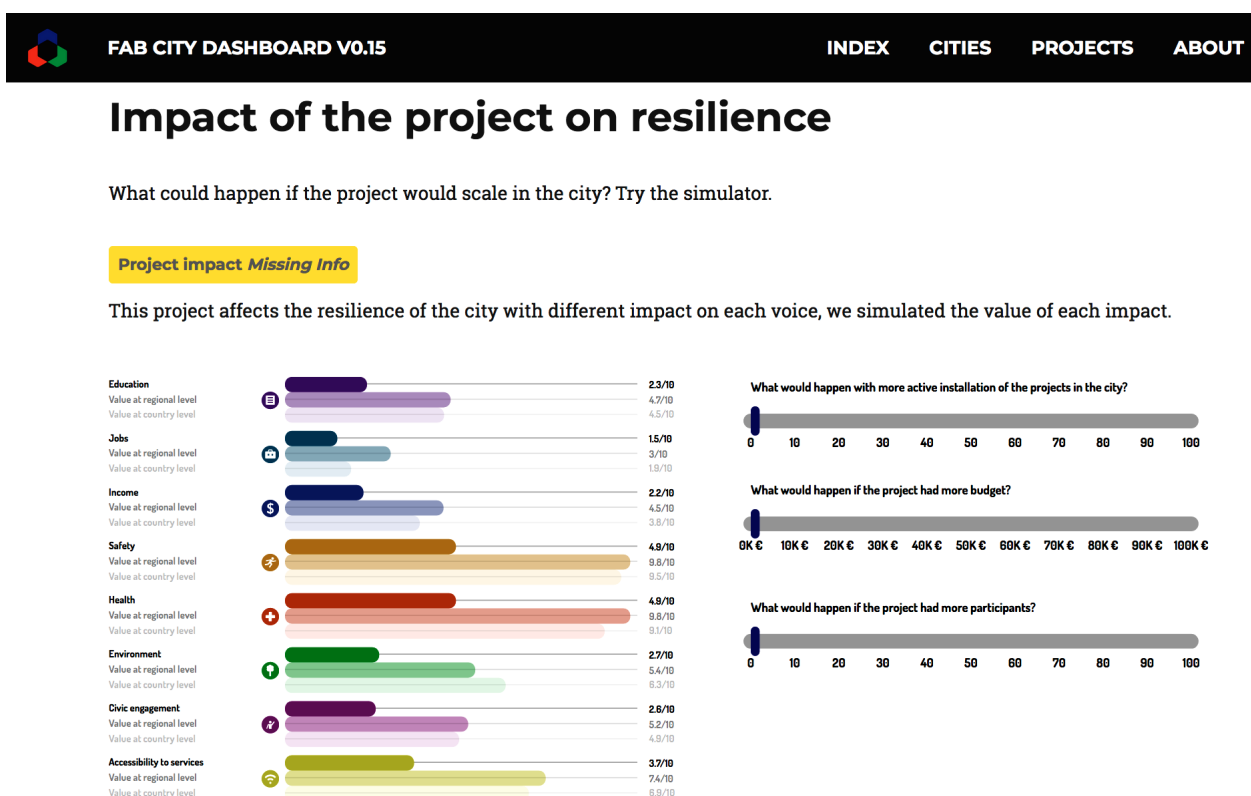 FAB CITY DASHBOARD V0.15
INDEX CITIES PROJECTS ABOUT
Impact of the project on resilience
What could happen if the project would scale in the city? Try the simulator.
Project impact Missing Info
This project affects the resilience of the city with different impact on each voice, we simulated the value of each impact.
Education 2.3/10
Value at regional level 4.7/10
Value at country level 4.5/10
Jobs 1.5/10
Value at regional level 3/10
Value at country level 1.9/10
Income 2.2/10
Value at regional level 4.5/10
Value at country level 3.8/10
Safety 4.9/10
Value at regional level 9.8/10
Value at country level 9.5/10
Health 4.9/10
Value at regional level 9.8/10
Value at country level 9.1/10
Environment 2.7/10
Value at regional level 5.4/10
Value at country level 6.3/10
Civic engagement 2.6/10
Value at regional level 5.2/10
Value at country level 4.9/10
Accessibility to services 3.7/10
Value at regional level 7.4/10
Value at country level 6.9/10
What would happen with more active installation of the projects in the city?
0 10 20 30 40 50 60 70 80 90 100
What would happen if the project had more budget?
0K € 10K € 20K € 30K € 40K € 50K € 60K € 70K € 80K € 90K € 100K €
What would happen if the project had more participants?
0 10 20 30 40 50 60 70 80 90 100